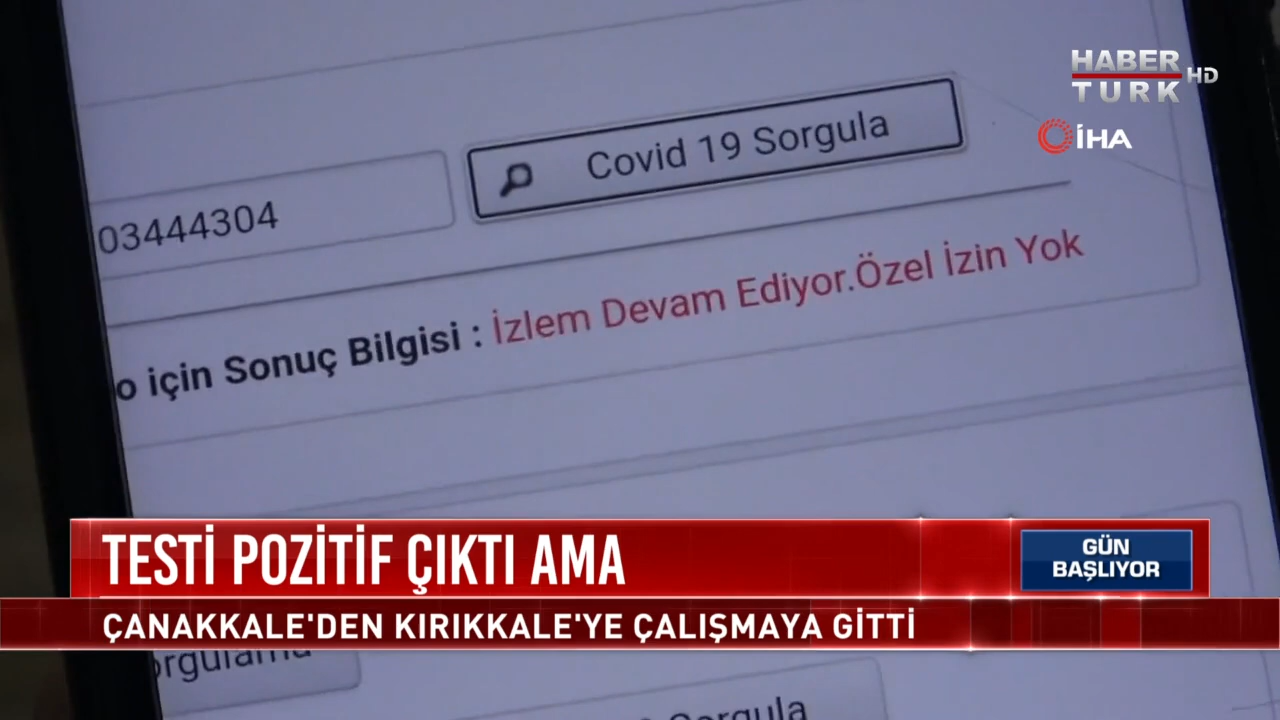 HABER
TURK HD
İHA
Covid 19 Sorgula
03444304
o için Sonuç Bilgisi : İzlem Devam Ediyor.Özel İzin Yok
TESTİ POZİTİF ÇIKTI AMA
GÜN
BAŞLIYOR
ÇANAKKALE'DEN KIRIKKALE'YE ÇALIŞMAYA GİTTİ
Sorgula